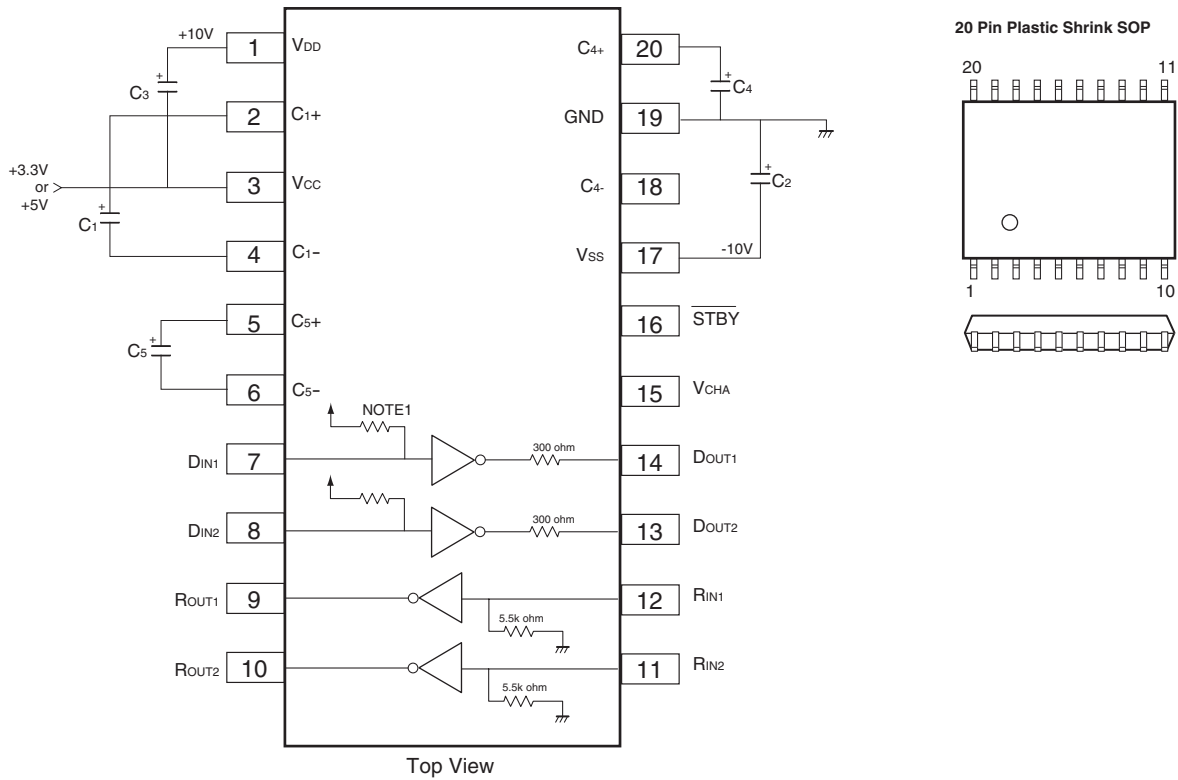 20 Pin Plastic Shrink SOP
20 11
1 10
+10V
1 VDD
C4+ 20
+
C3
+
C4
2 C1+
GND 19
+3.3V
or
+5V
3 VCC
C4- 18
+
C2
+
C1
4 C1−
VSS 17
-10V
5 C5+
STBY 16
+
C5
6 C5−
VCHA 15
NOTE1
DIN1 7
300 ohm
14 DOUT1
DIN2 8
300 ohm
13 DOUT2
ROUT1 9
12 RIN1
5.5k ohm
ROUT2 10
11 RIN2
5.5k ohm
Top View